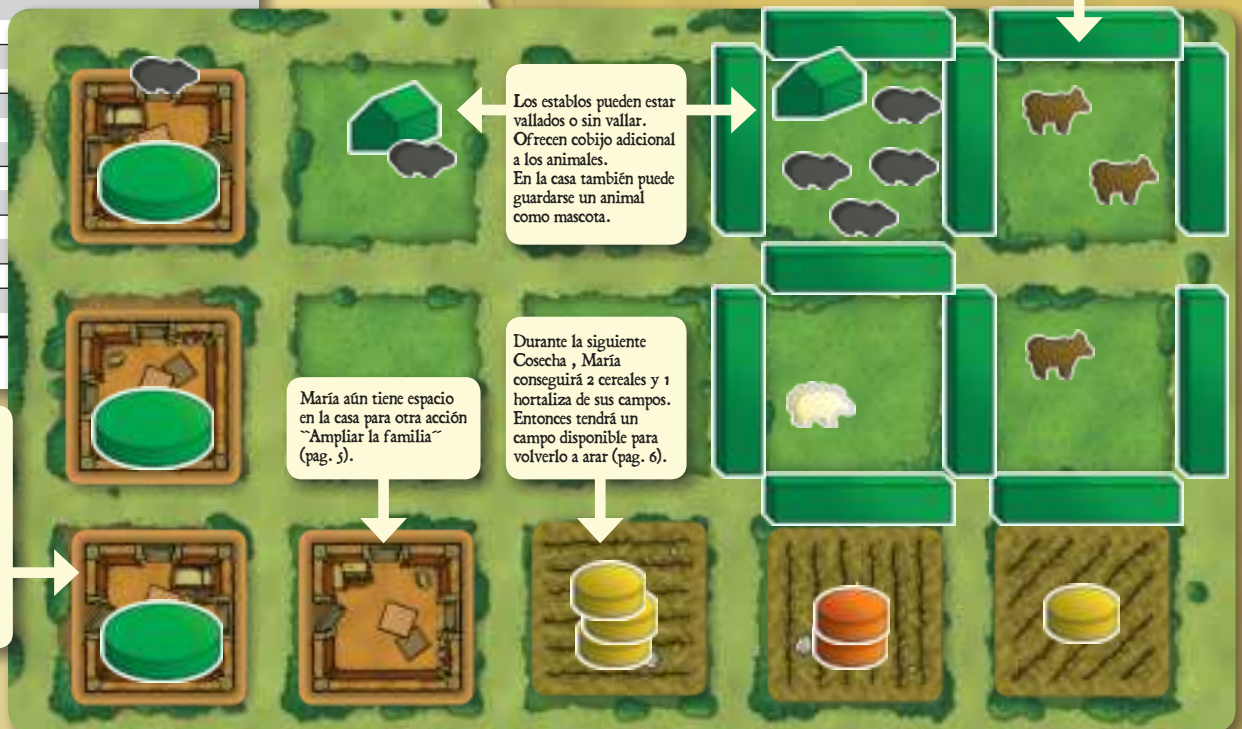 Los establos pueden estar
vallados o sin vallar.
Ofrecen cobijo adicional
a los animales.
En la casa también puede
guardarse un animal
como mascota.
Durante la siguiente
Cosecha , María
conseguirá 2 cereales y 1
hortaliza de sus campos.
Entonces tendrá un
campo disponible para
volverlo a arar (pag. 6).
María aún tiene espacio
en la casa para otra acción
``Ampliar la familia´´
(pag. 5).